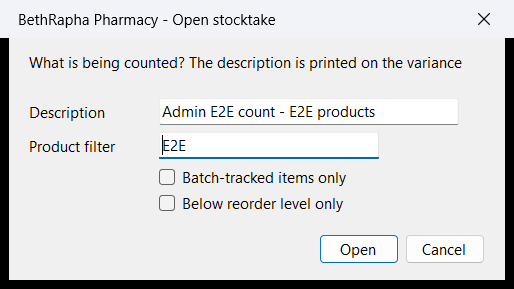 BethRapha Pharmacy - Open stocktake
What is being counted? The description is printed on the variance
Description
Admin E2E count - E2E products
Product filter
E2E
Batch-tracked items only
Below reorder level only
Open
Cancel